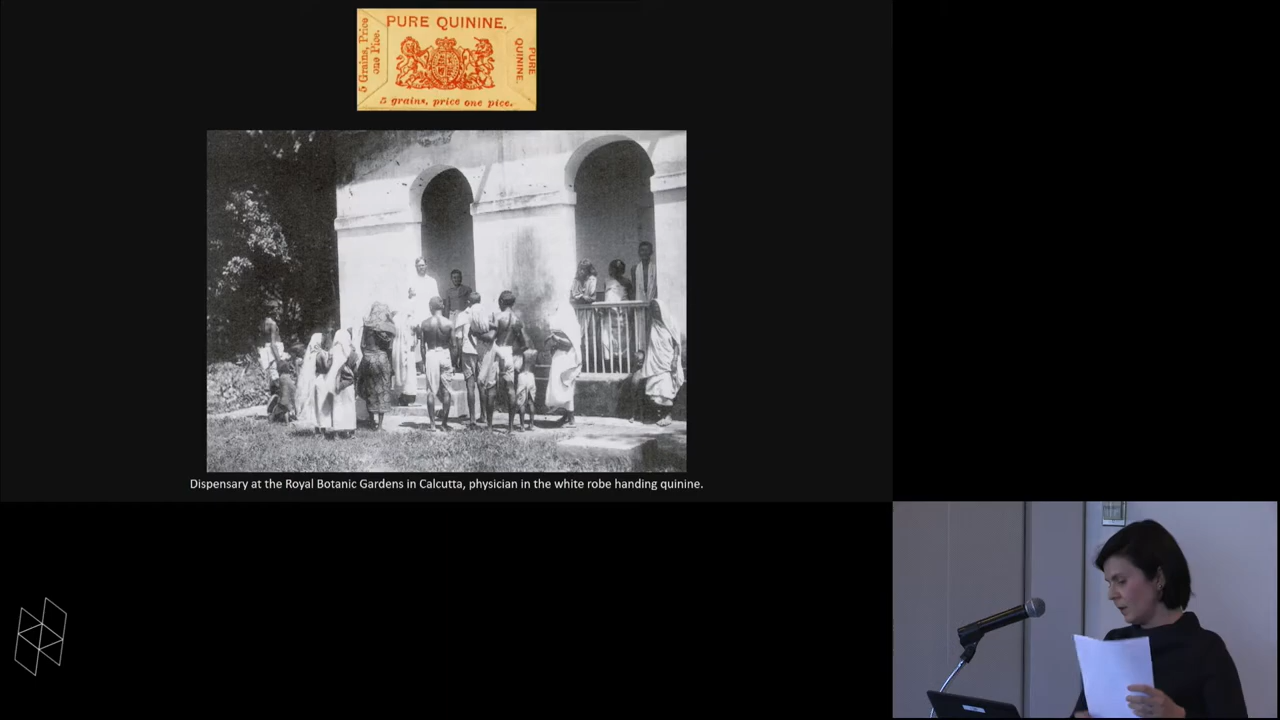 5 Grains, Price
one Pice.
PURE QUININE.
PURE
QUININE.
5 grains, price one pice.
Dispensary at the Royal Botanic Gardens in Calcutta, physician in the white robe handing quinine.